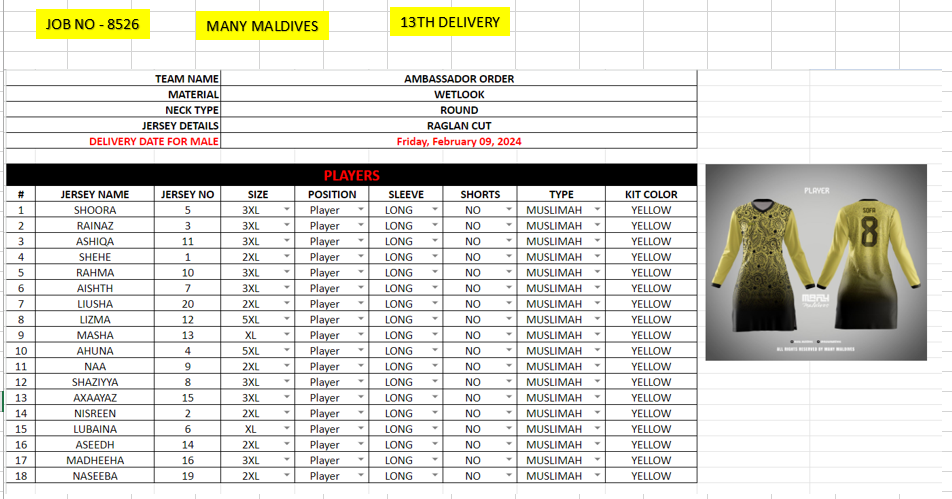 JOB NO - 8526
MANY MALDIVES
13TH DELIVERY
TEAM NAME AMBASSADOR ORDER
MATERIAL WETLOOK
NECK TYPE ROUND
JERSEY DETAILS RAGLAN CUT
DELIVERY DATE FOR MALE Friday, February 09, 2024
PLAYERS
# JERSEY NAME JERSEY NO SIZE POSITION SLEEVE SHORTS TYPE KIT COLOR
1 SHOORA 5 3XL Player LONG NO MUSLIMAH YELLOW
2 RAINAZ 3 3XL Player LONG NO MUSLIMAH YELLOW
3 ASHIQA 11 3XL Player LONG NO MUSLIMAH YELLOW
4 SHEHE 1 2XL Player LONG NO MUSLIMAH YELLOW
5 RAHMA 10 3XL Player LONG NO MUSLIMAH YELLOW
6 AISHTH 7 3XL Player LONG NO MUSLIMAH YELLOW
7 LIUSHA 20 2XL Player LONG NO MUSLIMAH YELLOW
8 LIZMA 12 5XL Player LONG NO MUSLIMAH YELLOW
9 MASHA 13 XL Player LONG NO MUSLIMAH YELLOW
10 AHUNA 4 5XL Player LONG NO MUSLIMAH YELLOW
11 NAA 9 2XL Player LONG NO MUSLIMAH YELLOW
12 SHAZIYYA 8 3XL Player LONG NO MUSLIMAH YELLOW
13 AXAAYAZ 15 3XL Player LONG NO MUSLIMAH YELLOW
14 NISREEN 2 2XL Player LONG NO MUSLIMAH YELLOW
15 LUBAINA 6 XL Player LONG NO MUSLIMAH YELLOW
16 ASEEDH 14 2XL Player LONG NO MUSLIMAH YELLOW
17 MADHEEHA 16 3XL Player LONG NO MUSLIMAH YELLOW
18 NASEEBA 19 2XL Player LONG NO MUSLIMAH YELLOW
PLAYER
SOFA
8
MANY
Maldives
ALL RIGHTS RESERVED BY MANY MALDIVES